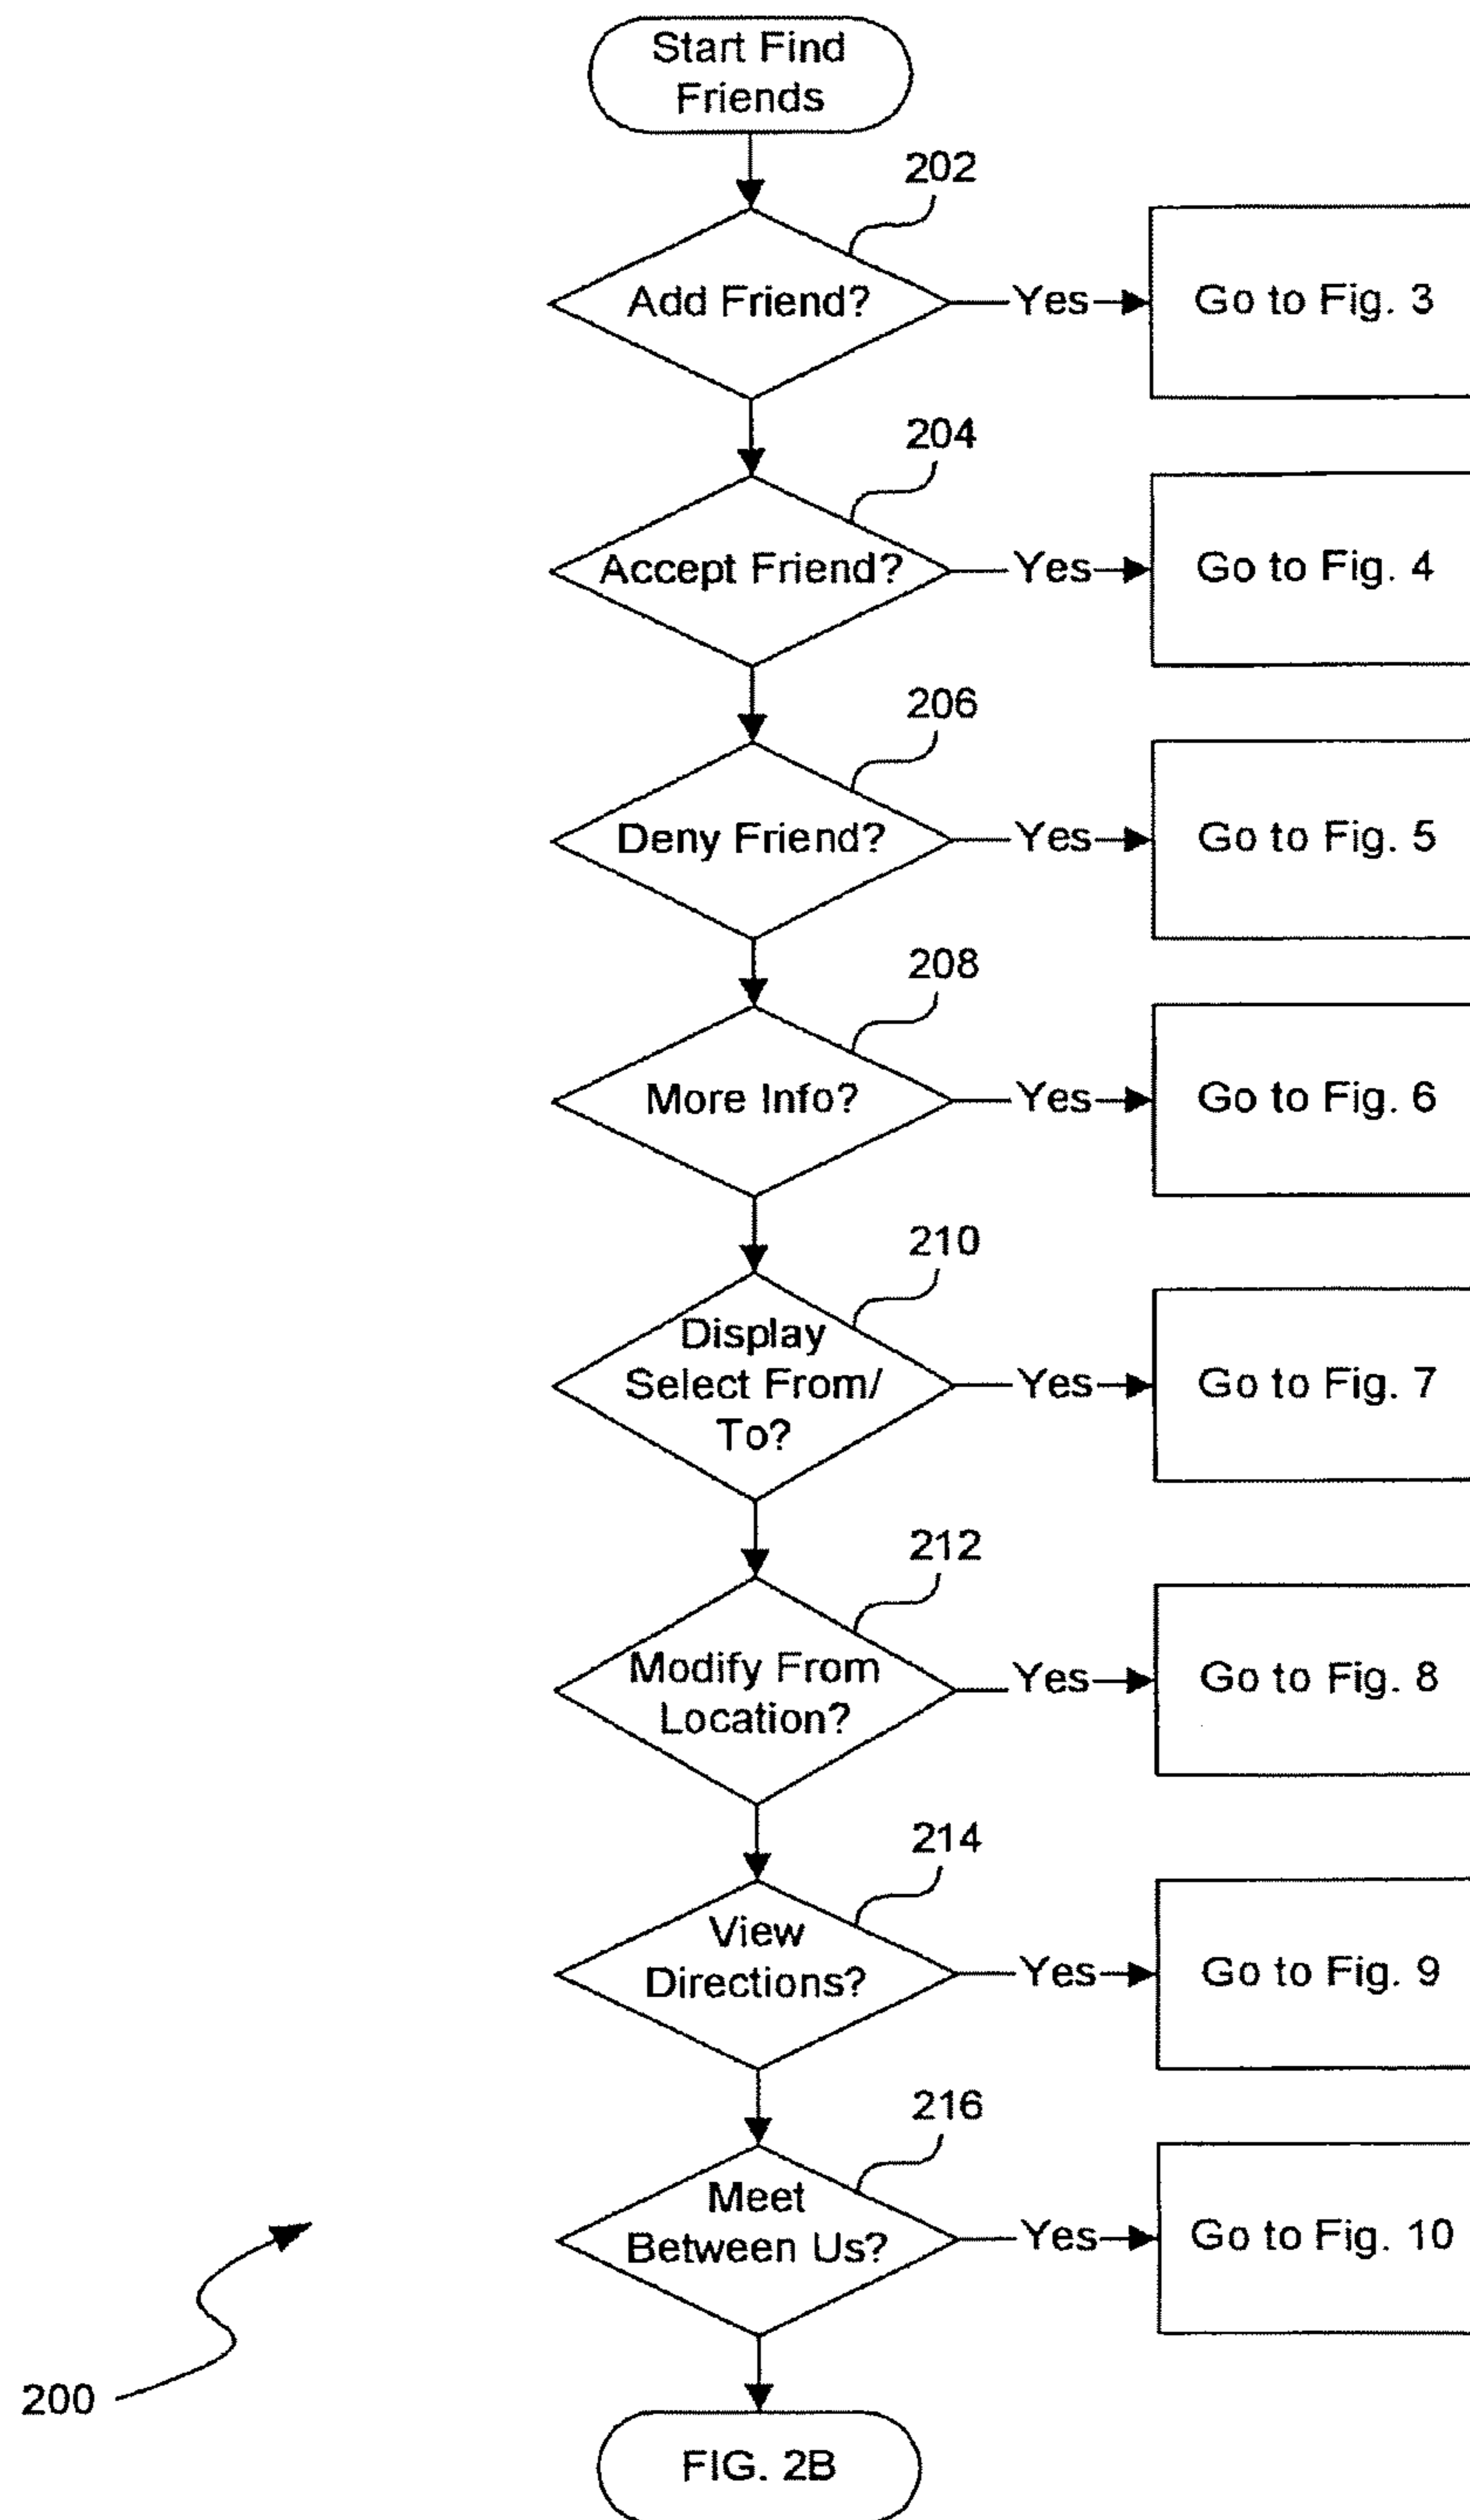 Start Find
Friends
202
Add Friend?
Yes
Go to Fig. 3
204
Accept Friend?
Yes
Go to Fig. 4
206
Deny Friend?
Yes
Go to Fig. 5
208
More Info?
Yes
Go to Fig. 6
210
Display
Select From/
To?
Yes
Go to Fig. 7
212
Modify From
Location?
Yes
Go to Fig. 8
214
View
Directions?
Yes
Go to Fig. 9
216
Meet
Between Us?
Yes
Go to Fig. 10
200
FIG. 2B